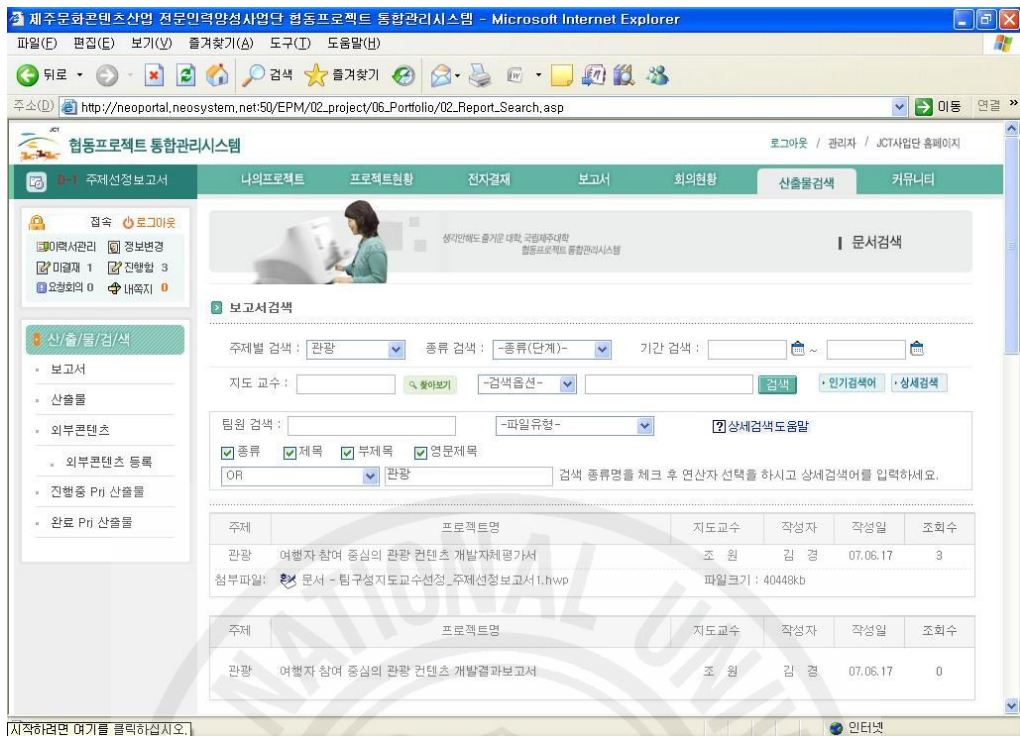 제주문화콘텐츠산업 전문인력양성사업단 협동프로젝트 통합관리시스템 - Microsoft Internet Explorer
파일(F) 편집(E) 보기(V) 즐겨찾기(A) 도구(T) 도움말(H)
뒤로 검색 즐겨찾기
주소(D) http://neoportal.neosystem.net:50/EPM/02_project/06_Portfolio/02_Report_Search.asp 이동 연결 »
JCT
협동프로젝트 통합관리시스템 로그아웃 / 관리자 / JCT사업단 홈페이지
D-1 주제선정보고서 나의프로젝트 프로젝트현황 전자결재 보고서 회의현황 산출물검색 커뮤니티
접속 로그아웃
이력서관리 정보변경
미결재 1 진행함 3
요청회의 0 내쪽지 0
생각만해도 즐거운 대학, 국립제주대학
협동프로젝트 통합관리시스템
문서검색
보고서검색
산/출/물/검/색
보고서
산출물
외부콘텐츠
외부콘텐츠 등록
진행중 Prj 산출물
완료 Prj 산출물
주제별 검색 : 관광 종류 검색 : -종류(단계)- 기간 검색 : ~
지도 교수 : 찾아보기 -검색옵션- 검색 인기검색어 상세검색
팀원 검색 : -파일유형- ? 상세검색도움말
종류 제목 부제목 영문제목
OR 관광 검색 종류명을 체크 후 연산자 선택을 하시고 상세검색어를 입력하세요.
주제 프로젝트명 지도교수 작성자 작성일 조회수
관광 여행자 참여 중심의 관광 컨텐츠 개발자체평가서 조 원 김 경 07.06.17 3
첨부파일: 문서 - 팀구성지도교수선정_주제선정보고서1.hwp 파일크기 : 40448kb
주제 프로젝트명 지도교수 작성자 작성일 조회수
관광 여행자 참여 중심의 관광 컨텐츠 개발결과보고서 조 원 김 경 07.06.17 0
시작하려면 여기를 클릭하십시오. 인터넷
NATIONAL UNI